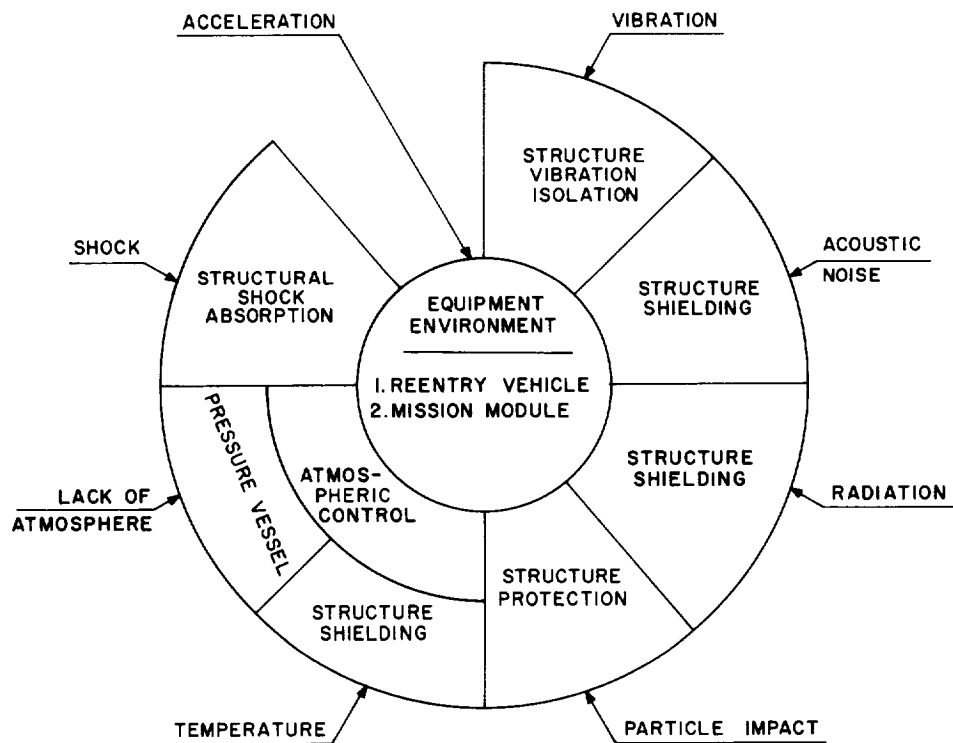 ACCELERATION
VIBRATION
STRUCTURE
VIBRATION
ISOLATION
SHOCK
STRUCTURAL
SHOCK
ABSORPTION
STRUCTURE
SHIELDING
ACOUSTIC
NOISE
EQUIPMENT
ENVIRONMENT
1. REENTRY VEHICLE
2. MISSION MODULE
PRESSURE VESSEL
ATMOS-
PHERIC
CONTROL
STRUCTURE
SHIELDING
RADIATION
LACK OF
ATMOSPHERE
STRUCTURE
SHIELDING
STRUCTURE
PROTECTION
TEMPERATURE
PARTICLE IMPACT